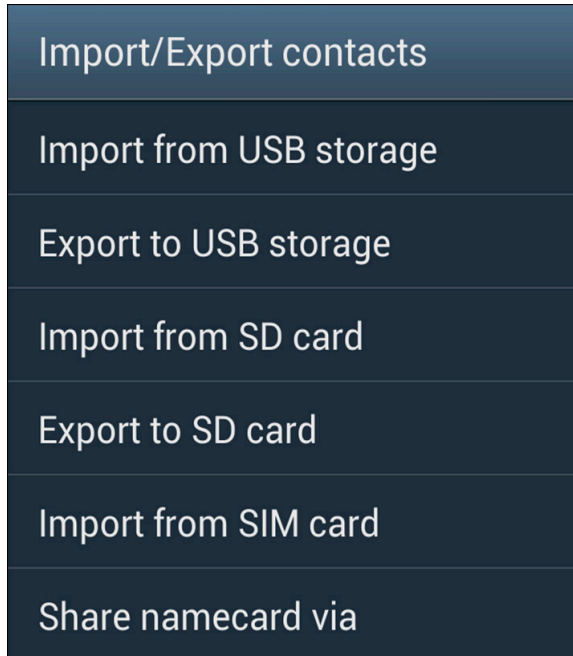 Import/Export contacts
Import from USB storage
Export to USB storage
Import from SD card
Export to SD card
Import from SIM card
Share namecard via